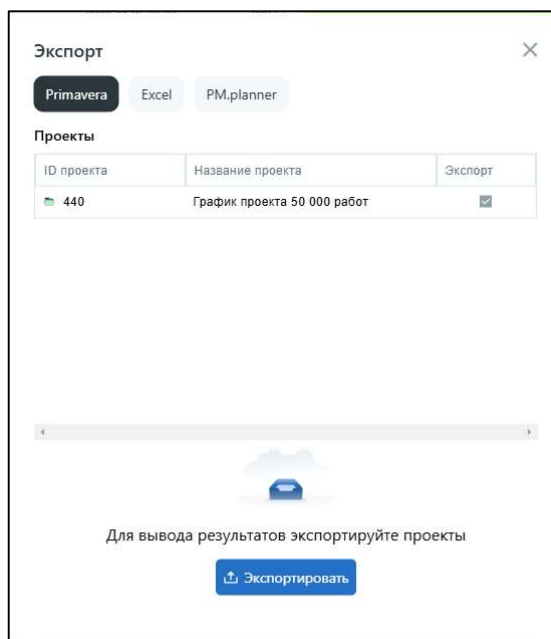 Экспорт
Primavera Excel PM.planner
Проекты
ID проекта Название проекта Экспорт
440 График проекта 50 000 работ
Для вывода результатов экспортируйте проекты
Экспортировать